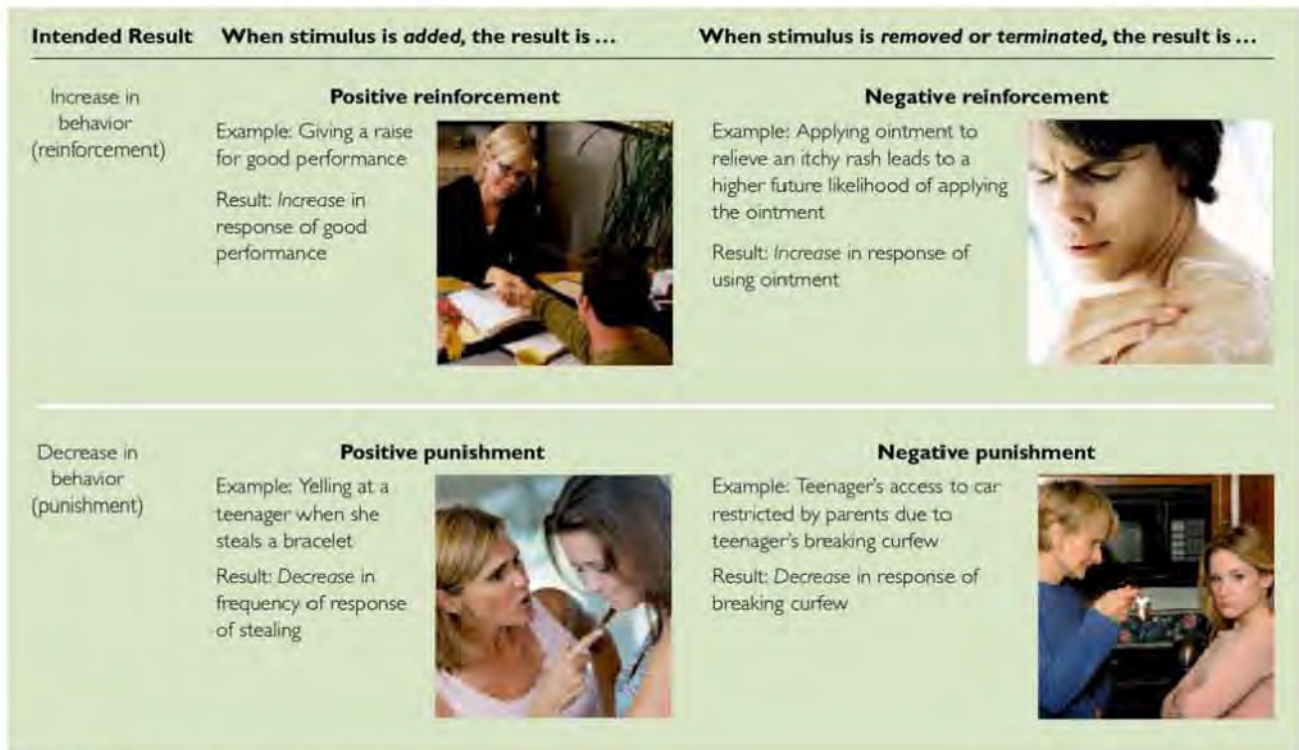 Intended Result When stimulus is added, the result is ... When stimulus is removed or terminated, the result is ...
Increase in
behavior
(reinforcement)
Positive reinforcement
Example: Giving a raise
for good performance
Result: Increase in
response of good
performance
Negative reinforcement
Example: Applying ointment to
relieve an itchy rash leads to a
higher future likelihood of applying
the ointment
Result: Increase in response of
using ointment
Decrease in
behavior
(punishment)
Positive punishment
Example: Yelling at a
teenager when she
steals a bracelet
Result: Decrease in
frequency of response
of stealing
Negative punishment
Example: Teenager's access to car
restricted by parents due to
teenager's breaking curfew
Result: Decrease in response of
breaking curfew